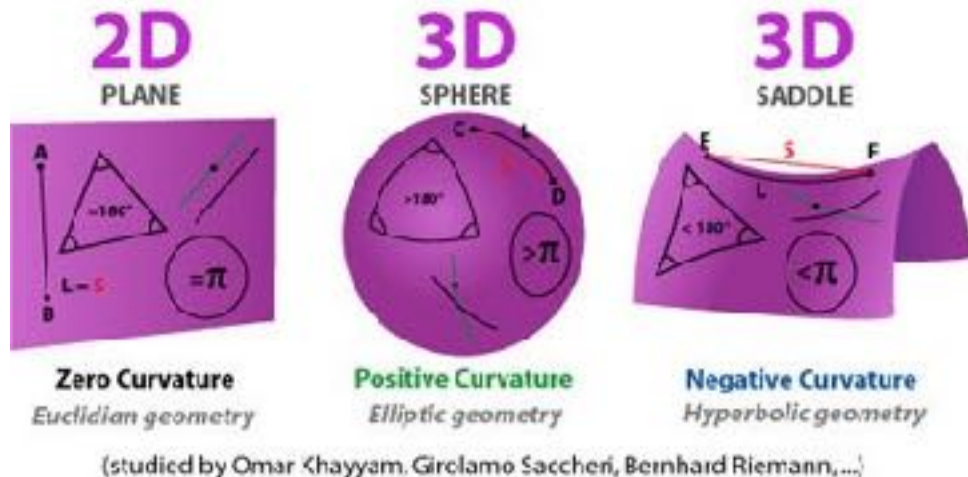 2D
PLANE
A
=180°
L = S
B
=π
Zero Curvature
Euclidian geometry
3D
SPHERE
C
L
S
D
>180°
>π
Positive Curvature
Elliptic geometry
3D
SADDLE
E
S
F
L
< 180°
<π
Negative Curvature
Hyperbolic geometry
(studied by Omar Khayyam, Girolamo Saccheri, Bernhard Riemann, ...)